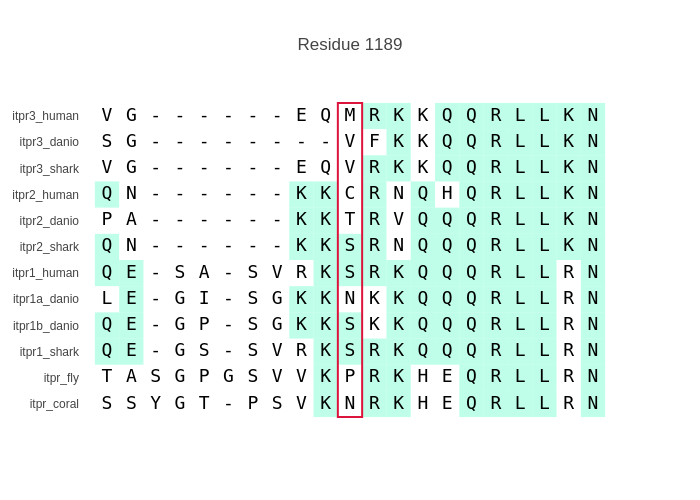 Residue 1189
itpr3_human V G - - - - - - E Q M R K K Q Q R L L K N
itpr3_danio S G - - - - - - - - V F K K Q Q R L L K N
itpr3_shark V G - - - - - - E Q V R K K Q Q R L L K N
itpr2_human Q N - - - - - - K K C R N Q H Q R L L K N
itpr2_danio P A - - - - - - K K T R V Q Q Q R L L K N
itpr2_shark Q N - - - - - - K K S R N Q Q Q R L L K N
itpr1_human Q E - S A - S V R K S R K Q Q Q R L L R N
itpr1a_danio L E - G I - S G K K N K K Q Q Q R L L R N
itpr1b_danio Q E - G P - S G K K S K K Q Q Q R L L R N
itpr1_shark Q E - G S - S V R K S R K Q Q Q R L L R N
itpr_fly T A S G P G S V V K P R K H E Q R L L R N
itpr_coral S S Y G T - P S V K N R K H E Q R L L R N